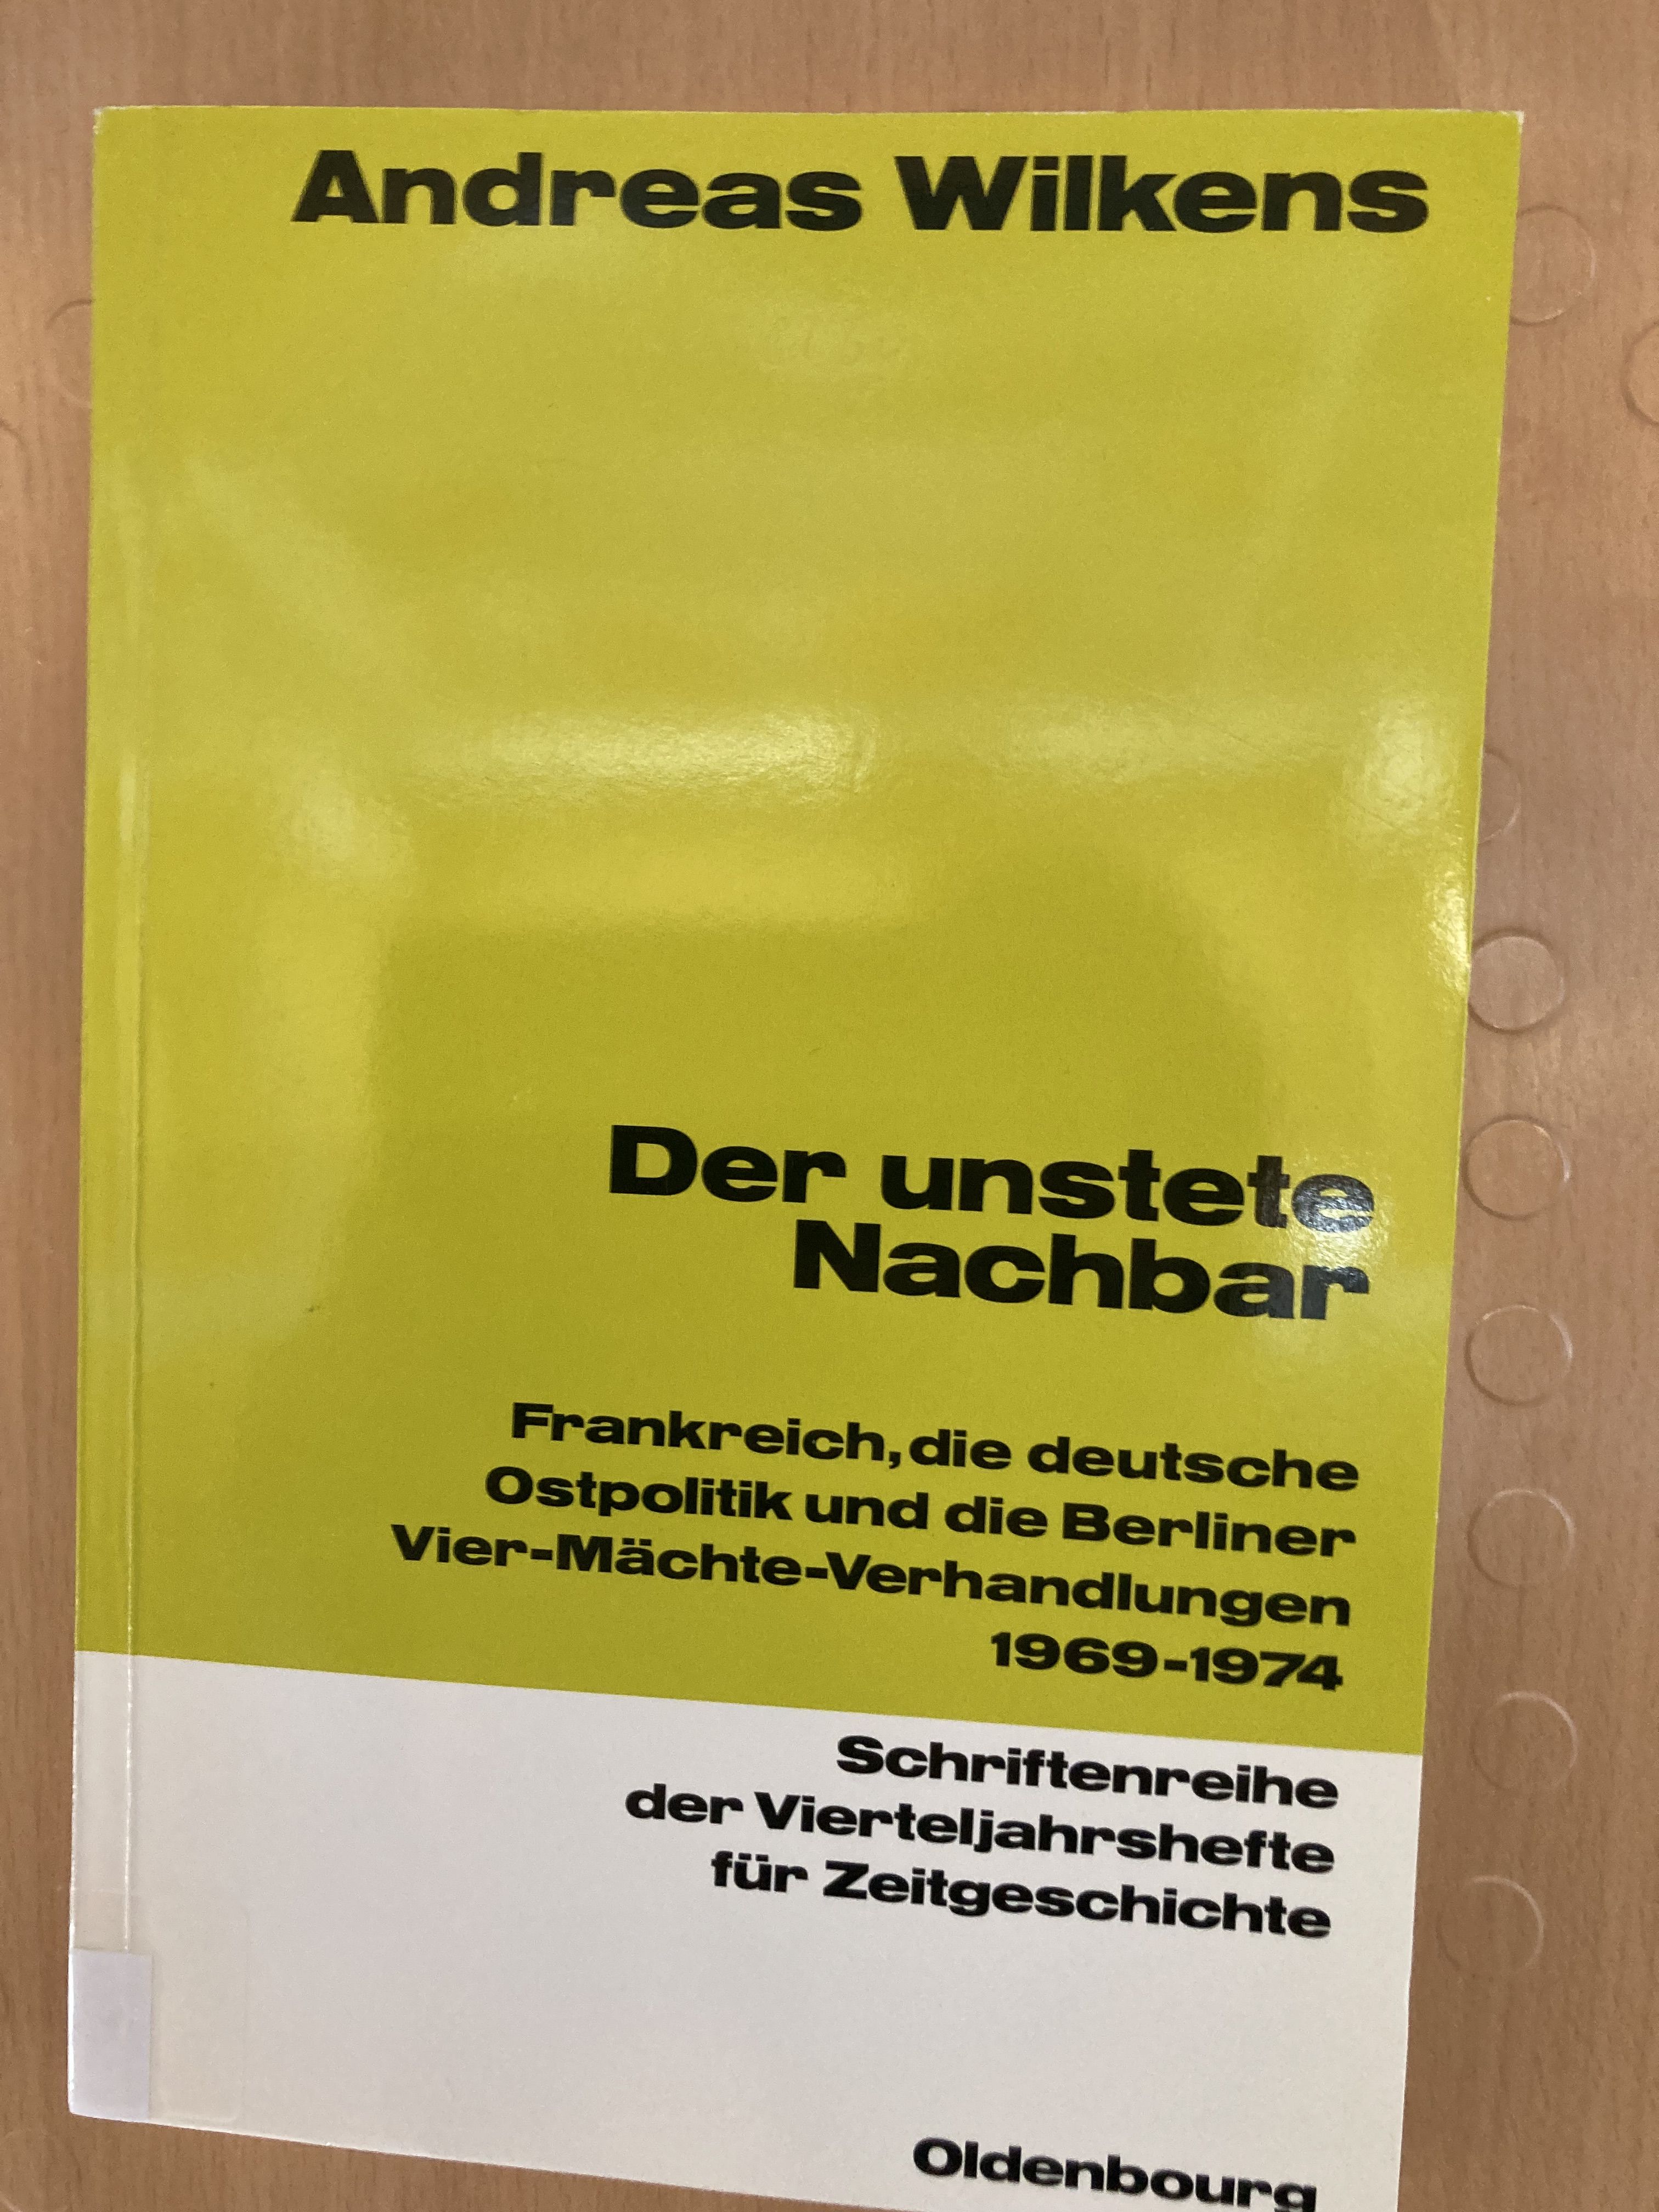 Andreas Wilkens
Der unstete
Nachbar
Frankreich, die deutsche
Ostpolitik und die Berliner
Vier-Mächte-Verhandlungen
1969-1974
Schriftenreihe
der Vierteljahrshefte
für Zeitgeschichte
Oldenbourg